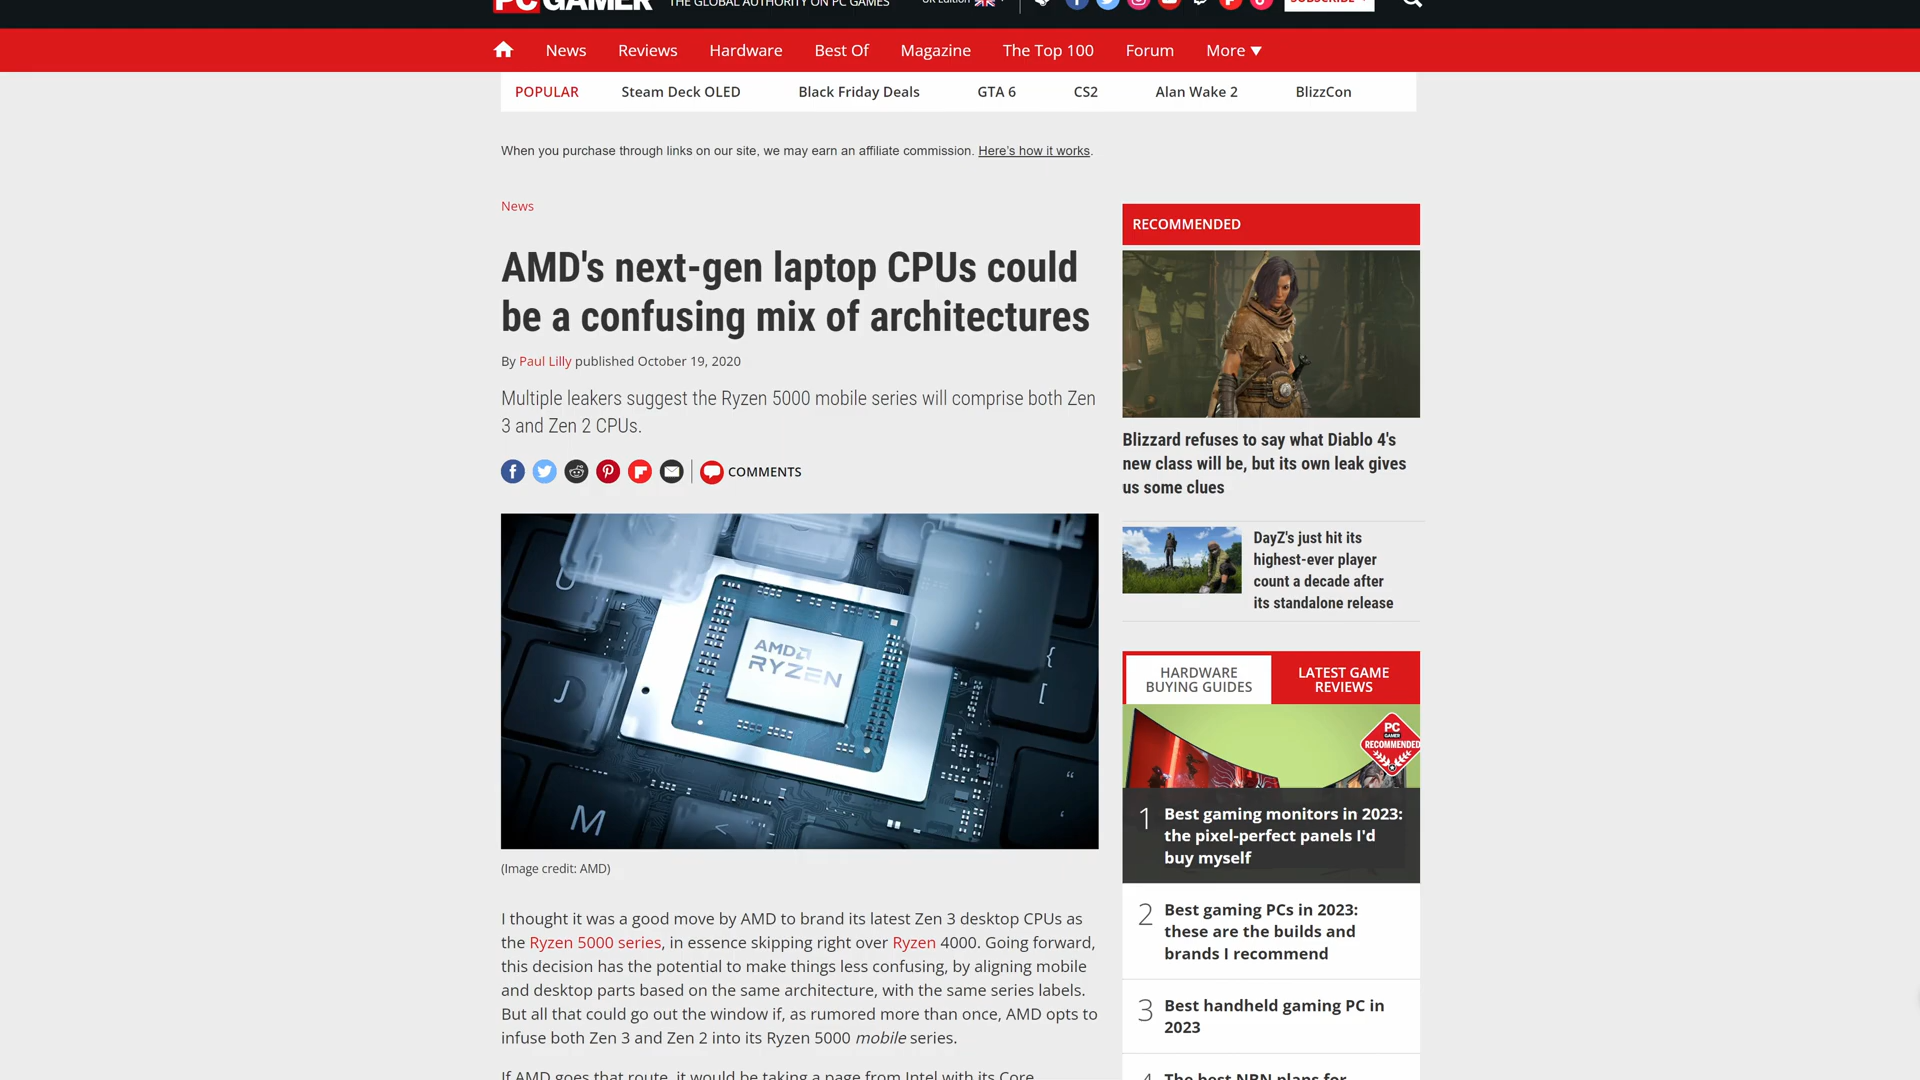 PC GAMER THE GLOBAL AUTHORITY ON PC GAMES UK Edition SUBSCRIBE
News Reviews Hardware Best Of Magazine The Top 100 Forum More ▼
POPULAR Steam Deck OLED Black Friday Deals GTA 6 CS2 Alan Wake 2 BlizzCon
When you purchase through links on our site, we may earn an affiliate commission. Here's how it works.
News
AMD's next-gen laptop CPUs could
be a confusing mix of architectures
By Paul Lilly published October 19, 2020
Multiple leakers suggest the Ryzen 5000 mobile series will comprise both Zen
3 and Zen 2 CPUs.
COMMENTS
AMD
RYZEN
J
M
{
[
(Image credit: AMD)
I thought it was a good move by AMD to brand its latest Zen 3 desktop CPUs as
the Ryzen 5000 series, in essence skipping right over Ryzen 4000. Going forward,
this decision has the potential to make things less confusing, by aligning mobile
and desktop parts based on the same architecture, with the same series labels.
But all that could go out the window if, as rumored more than once, AMD opts to
infuse both Zen 3 and Zen 2 into its Ryzen 5000 mobile series.
If AMD goes that route, it would be taking a page from Intel with its Core
RECOMMENDED
Blizzard refuses to say what Diablo 4's
new class will be, but its own leak gives
us some clues
DayZ's just hit its
highest-ever player
count a decade after
its standalone release
HARDWARE
BUYING GUIDES
LATEST GAME
REVIEWS
PC
GAMER
RECOMMENDED
1 Best gaming monitors in 2023:
the pixel-perfect panels I'd
buy myself
2 Best gaming PCs in 2023:
these are the builds and
brands I recommend
3 Best handheld gaming PC in
2023
4 The best NBN plans for